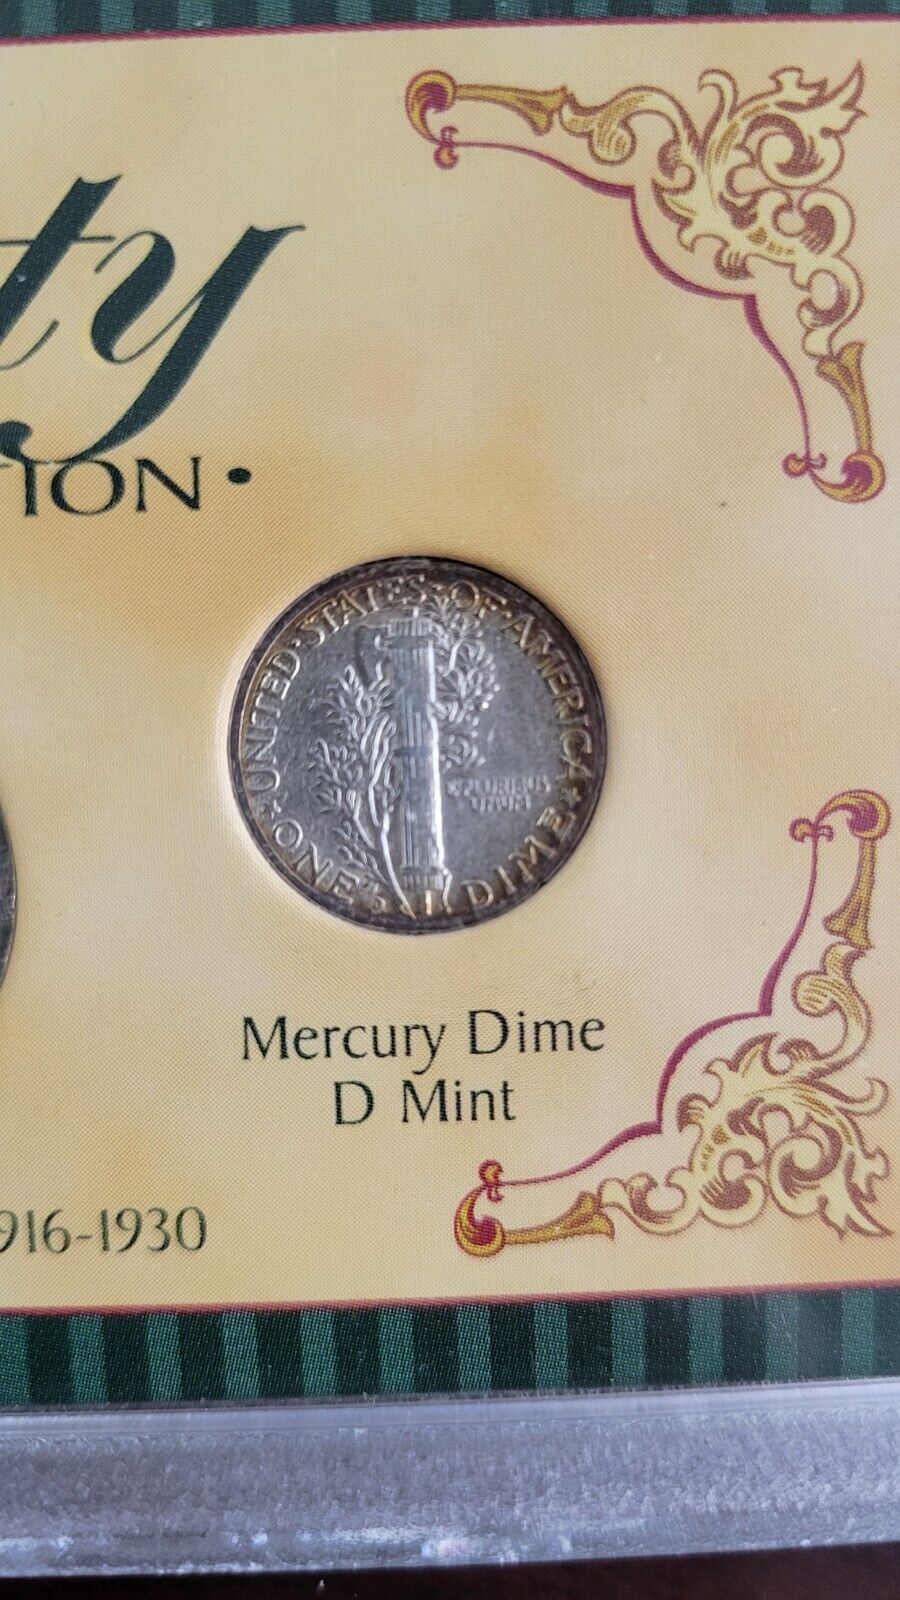 ty
TION•
UNITED·STATES·OF·AMERICA
E PLURIBUS
UNUM
★ONE DIME★
D
Mercury Dime
D Mint
916-1930